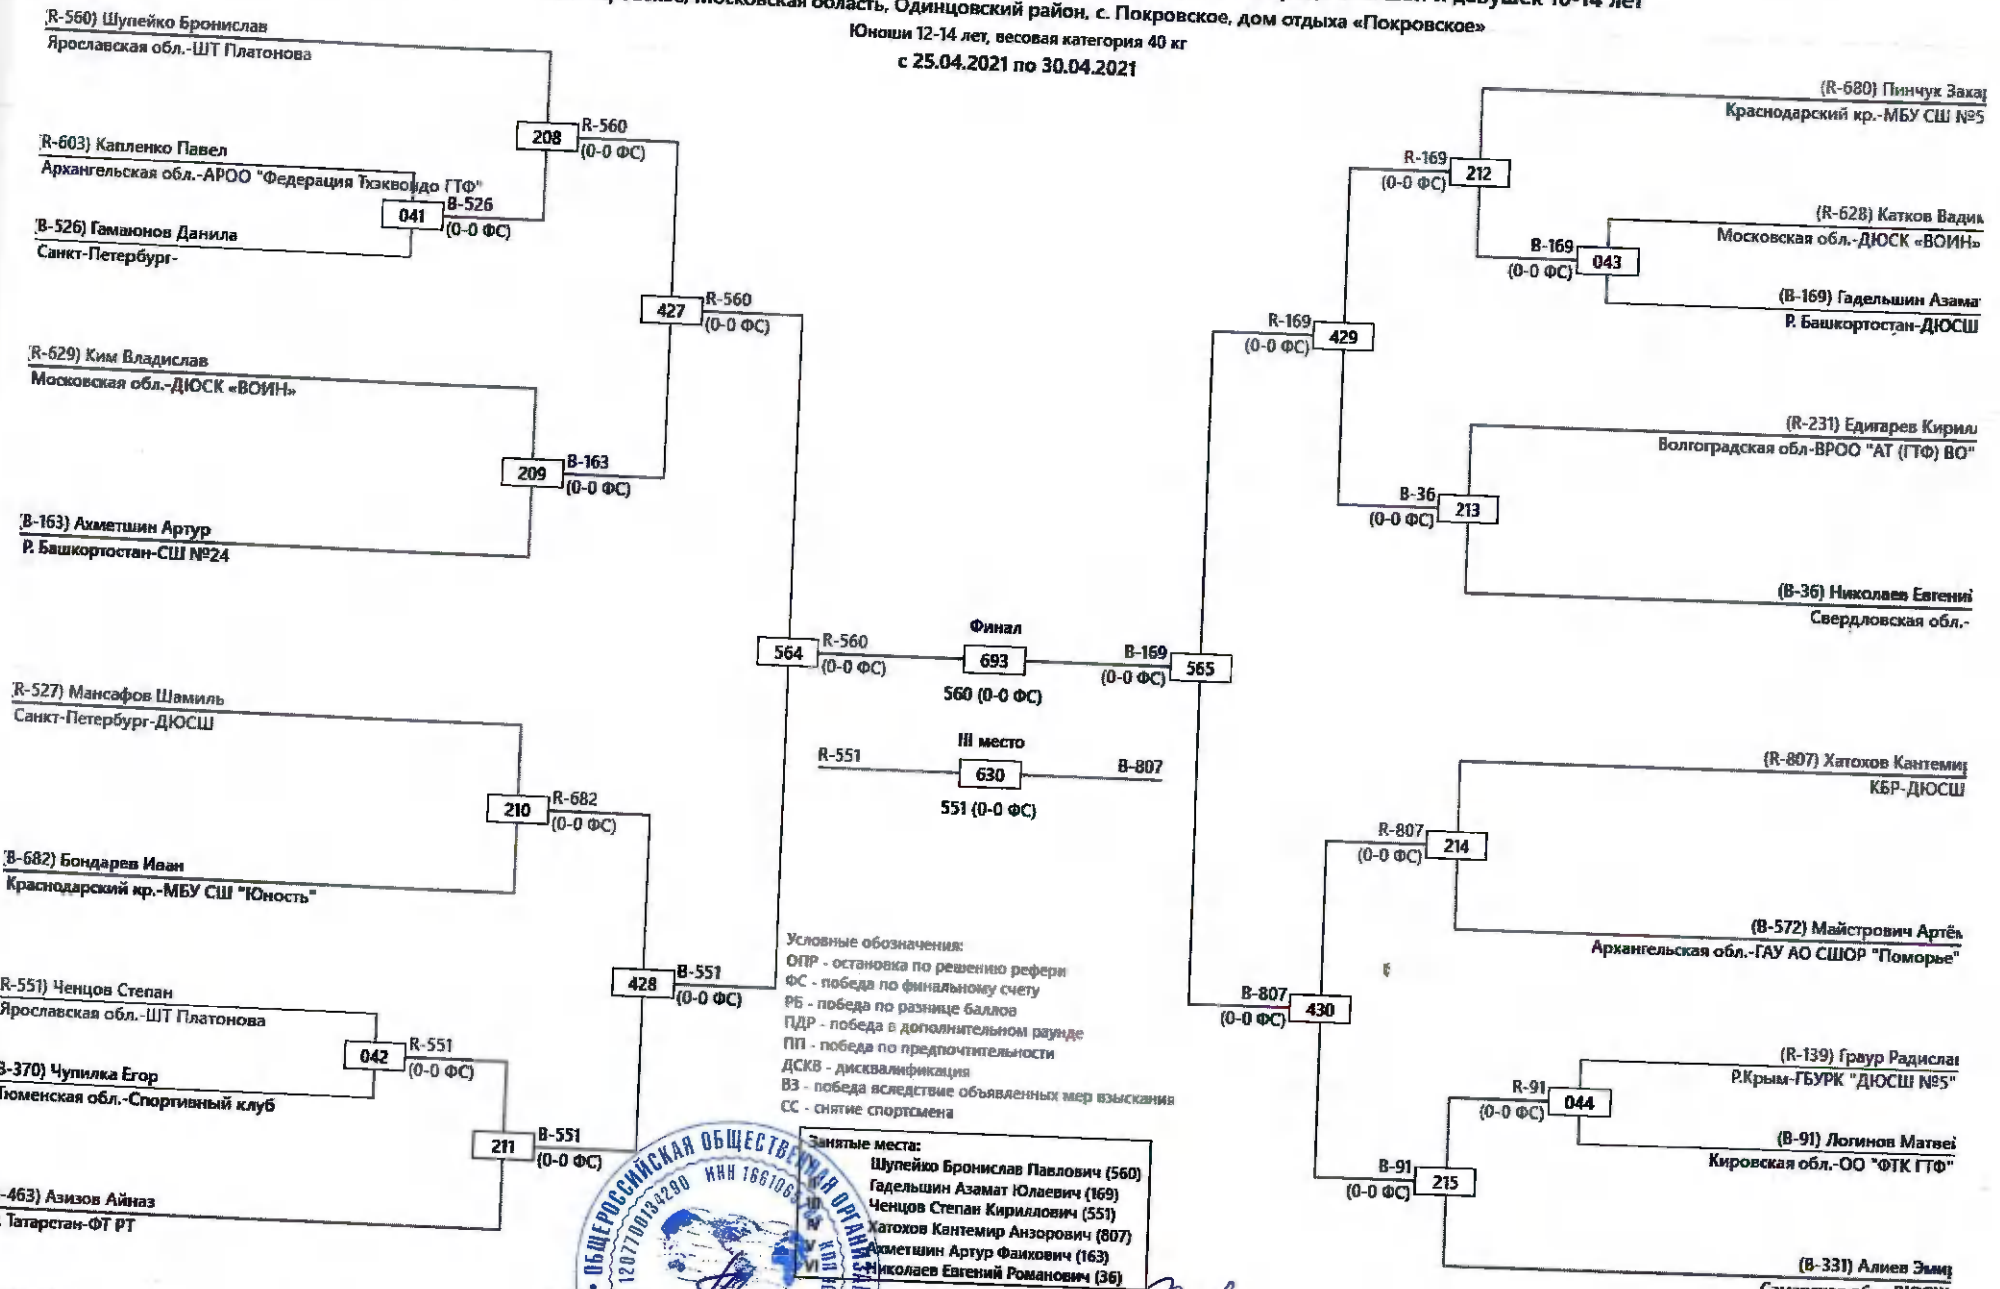 область, Одинцовский район, с. Покровское, дом отдыха «Покровское»
Юноши 12-14 лет, весовая категория 40 кг
с 25.04.2021 по 30.04.2021
R-560) Шупейко Бронислав
Ярославская обл.-ШТ Платонова
208
R-560
(0-0 ФС)
R-603) Капленко Павел
Архангельская обл.-АРОО "Федерация Тхэквондо ГТФ"
041
B-526
(0-0 ФС)
B-526) Гамаюнов Данила
Санкт-Петербург-
427
R-560
(0-0 ФС)
R-629) Ким Владислав
Московская обл.-ДЮСК «ВОИН»
209
B-163
(0-0 ФС)
B-163) Ахметшин Артур
Р. Башкортостан-СШ №24
564
R-560
(0-0 ФС)
R-527) Мансафов Шамиль
Санкт-Петербург-ДЮСШ
210
R-682
(0-0 ФС)
B-682) Бондарев Иван
Краснодарский кр.-МБУ СШ "Юность"
428
B-551
(0-0 ФС)
R-551) Ченцов Степан
Ярославская обл.-ШТ Платонова
042
R-551
(0-0 ФС)
B-370) Чупилка Егор
Тюменская обл.-Спортивный клуб
211
B-551
(0-0 ФС)
-463) Азизов Айназ
Татарстан-ФТ РТ
Финал
693
560 (0-0 ФС)
III место
R-551
630
B-807
551 (0-0 ФС)
(R-680) Пинчук Захар
Краснодарский кр.-МБУ СШ №5
R-169
(0-0 ФС)
212
(R-628) Катков Вадим
Московская обл.-ДЮСК «ВОИН»
B-169
(0-0 ФС)
043
(B-169) Гадельшин Азамат
Р. Башкортостан-ДЮСШ
R-169
(0-0 ФС)
429
(R-231) Едигарев Кирилл
Волгоградская обл-ВРОО "АТ (ГТФ) ВО"
B-36
(0-0 ФС)
213
(B-36) Николаев Евгений
Свердловская обл.-
B-169
(0-0 ФС)
565
(R-807) Хатохов Кантемир
КБР-ДЮСШ
R-807
(0-0 ФС)
214
(B-572) Майстрович Артём
Архангельская обл.-ГАУ АО СШОР "Поморье"
B-807
(0-0 ФС)
430
(R-139) Граур Радислав
Р.Крым-ГБУРК "ДЮСШ №5"
R-91
(0-0 ФС)
044
(B-91) Логинов Матвей
Кировская обл.-ОО "ФТК ГТФ"
B-91
(0-0 ФС)
215
(B-331) Алиев Эмир
Условные обозначения:
ОПР - остановка по решению рефери
ФС - победа по финальному счету
РБ - победа по разнице баллов
ПДР - победа в дополнительном раунде
ПП - победа по предпочтительности
ДСКВ - дисквалификация
ВЗ - победа вследствие объявленных мер взыскания
СС - снятие спортсмена
Занятые места:
Шупейко Бронислав Павлович (560)
Гадельшин Азамат Юлаевич (169)
III Ченцов Степан Кириллович (551)
IV Хатохов Кантемир Анзорович (807)
V Ахметшин Артур Фаихович (163)
VI Николаев Евгений Романович (36)
ОБЩЕРОССИЙСКАЯ ОБЩЕСТВЕННАЯ
1207700134290 ИНН